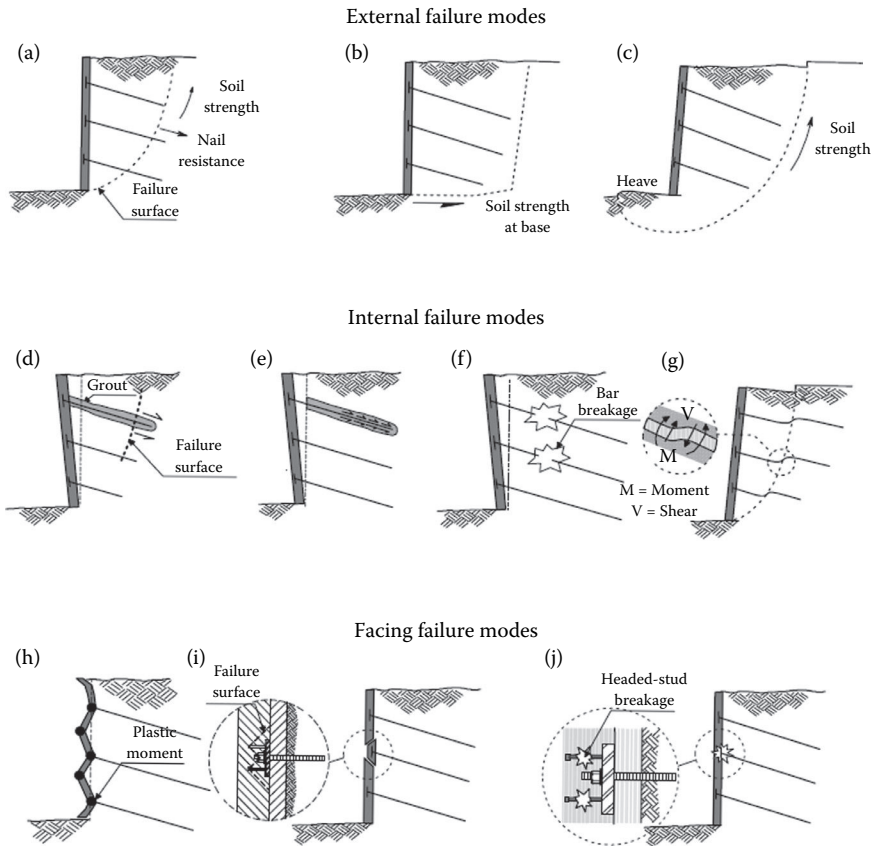 External failure modes
(a)
Soil
strength
Nail
resistance
Failure
surface
(b)
Soil strength
at base
(c)
Soil
strength
Heave
Internal failure modes
(d)
Grout
Failure
surface
(e)
(f)
Bar
breakage
(g)
V
M
M = Moment
V = Shear
Facing failure modes
(h)
Plastic
moment
(i)
Failure
surface
(j)
Headed-stud
breakage